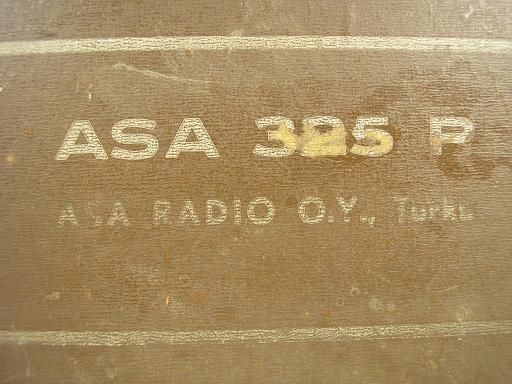 ASA 325 P
ASA RADIO O.Y., Turku